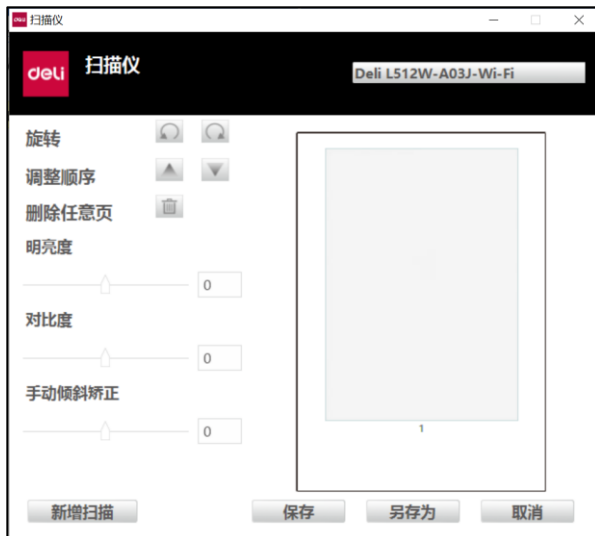 deli 扫描仪
deli 扫描仪
Deli L512W-A03J-Wi-Fi
旋转
调整顺序
删除任意页
明亮度
0
对比度
0
手动倾斜矫正
0
1
新增扫描 保存 另存为 取消